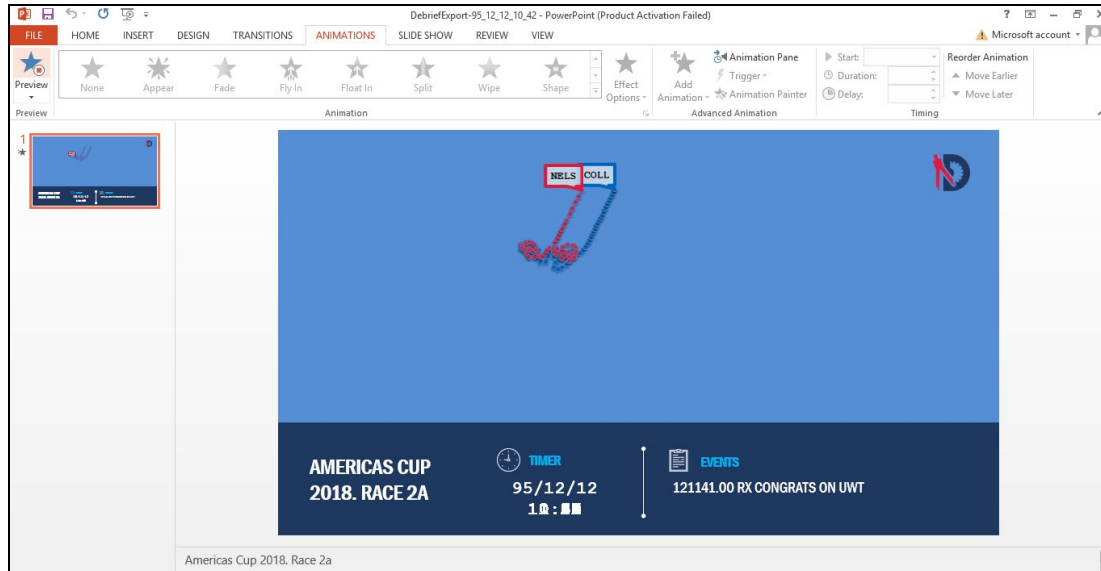 DebriefExport-95_12_12_10_42 - PowerPoint (Product Activation Failed)
FILE HOME INSERT DESIGN TRANSITIONS ANIMATIONS SLIDE SHOW REVIEW VIEW Microsoft account
Preview
None Appear Fade Fly In Float In Split Wipe Shape
Effect Options
Add Animation
Animation Pane
Trigger
Animation Painter
Start:
Duration:
Delay:
Reorder Animation
Move Earlier
Move Later
Preview Animation Advanced Animation Timing
1
NELS COLL
AMERICAS CUP
2018. RACE 2A
TIMER
95/12/12
EVENTS
121141.00 RX CONGRATS ON UWT
Americas Cup 2018. Race 2a